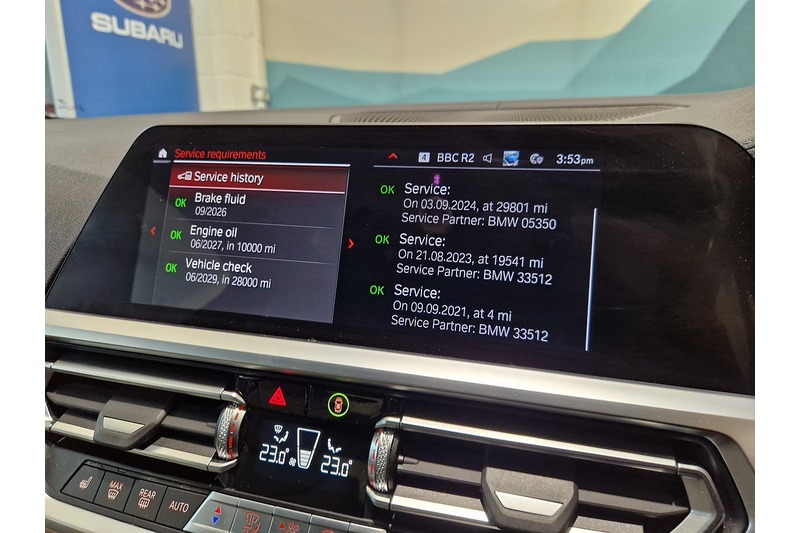 SUBARU
Service requirements
4 BBC R2 3:53pm
Service history
OK Brake fluid
09/2026
OK Engine oil
06/2027, in 10000 mi
OK Vehicle check
06/2029, in 28000 mi
OK Service:
On 03.09.2024, at 29801 mi
Service Partner: BMW 05350
OK Service:
On 21.08.2023, at 19541 mi
Service Partner: BMW 33512
OK Service:
On 09.09.2021, at 4 mi
Service Partner: BMW 33512
23.0° 23.0°
MAX
REAR
AUTO